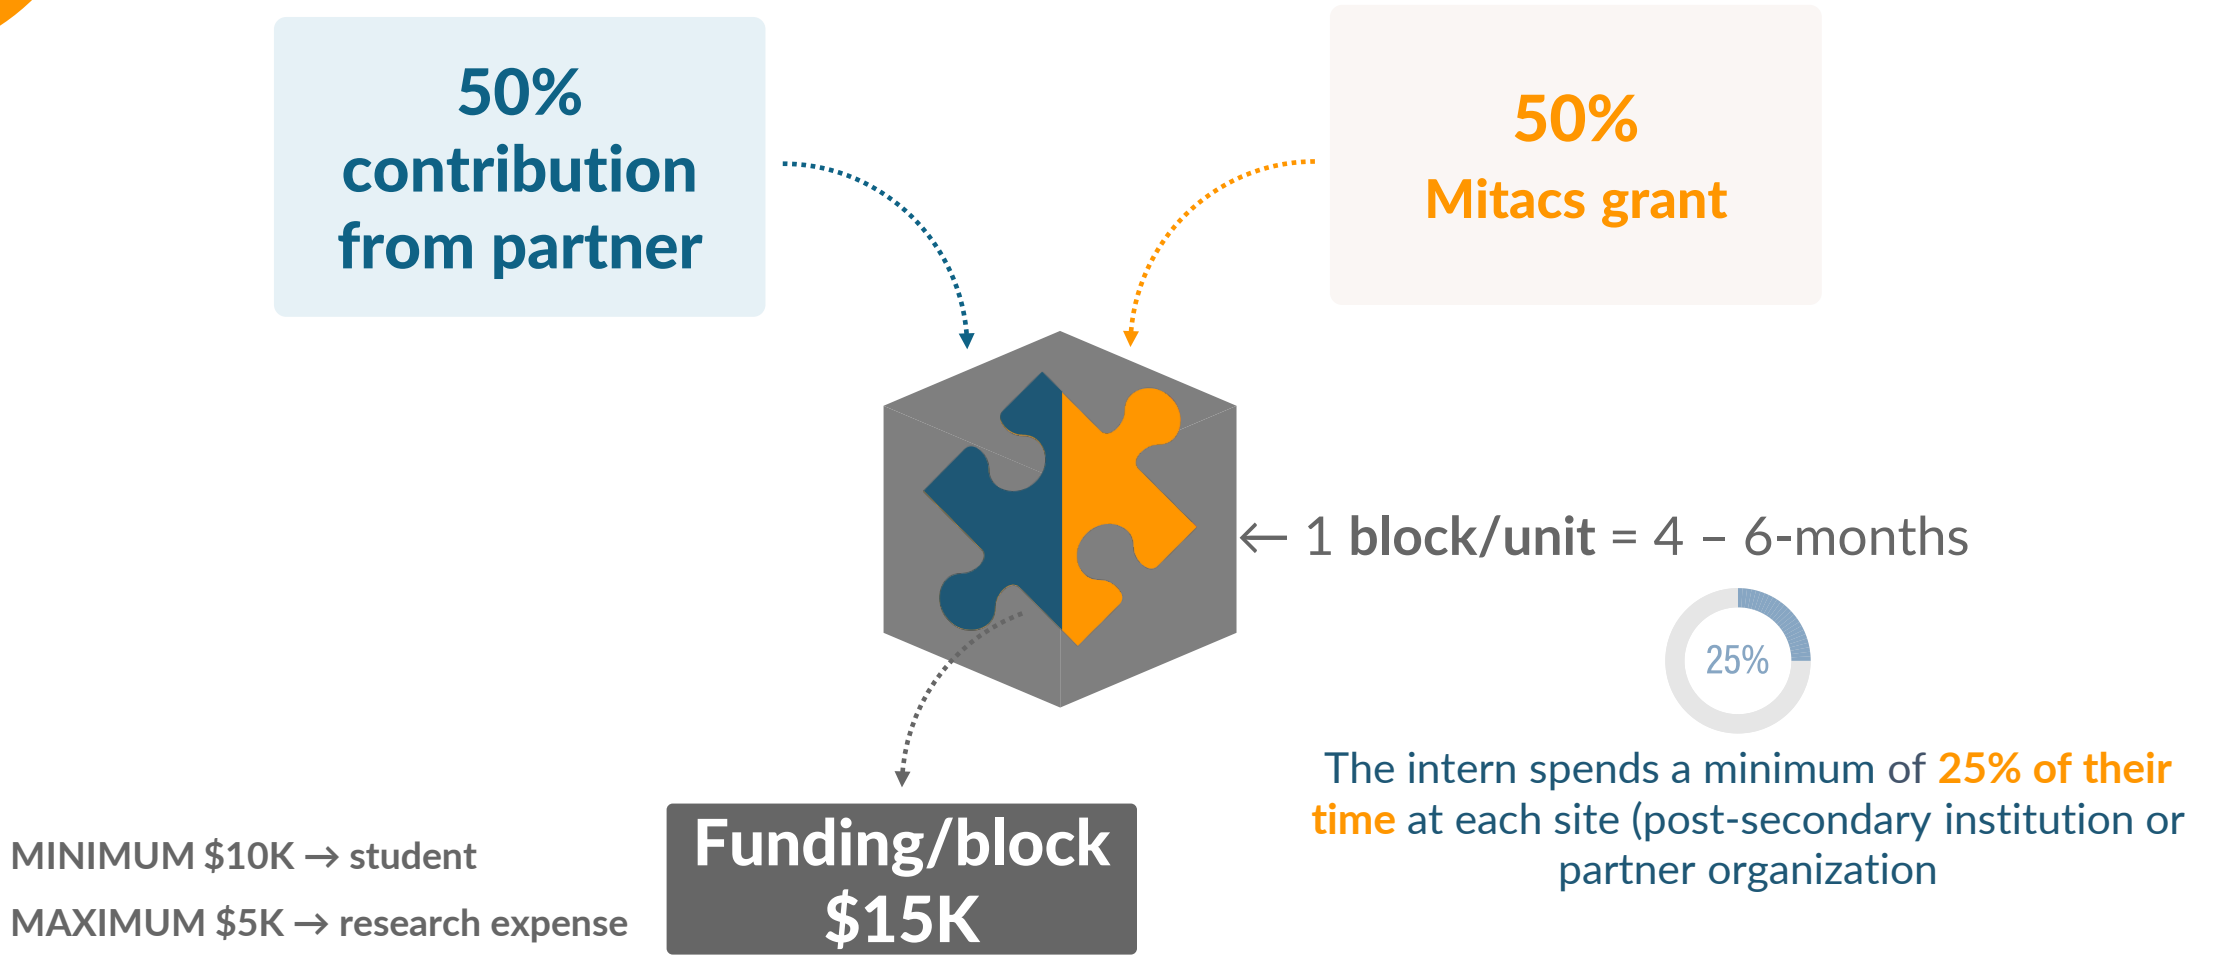 50%
contribution
from partner
50%
Mitacs grant
← 1 block/unit = 4 – 6-months
25%
The intern spends a minimum of 25% of their
time at each site (post-secondary institution or
partner organization
Funding/block
$15K
MINIMUM $10K → student
MAXIMUM $5K → research expense